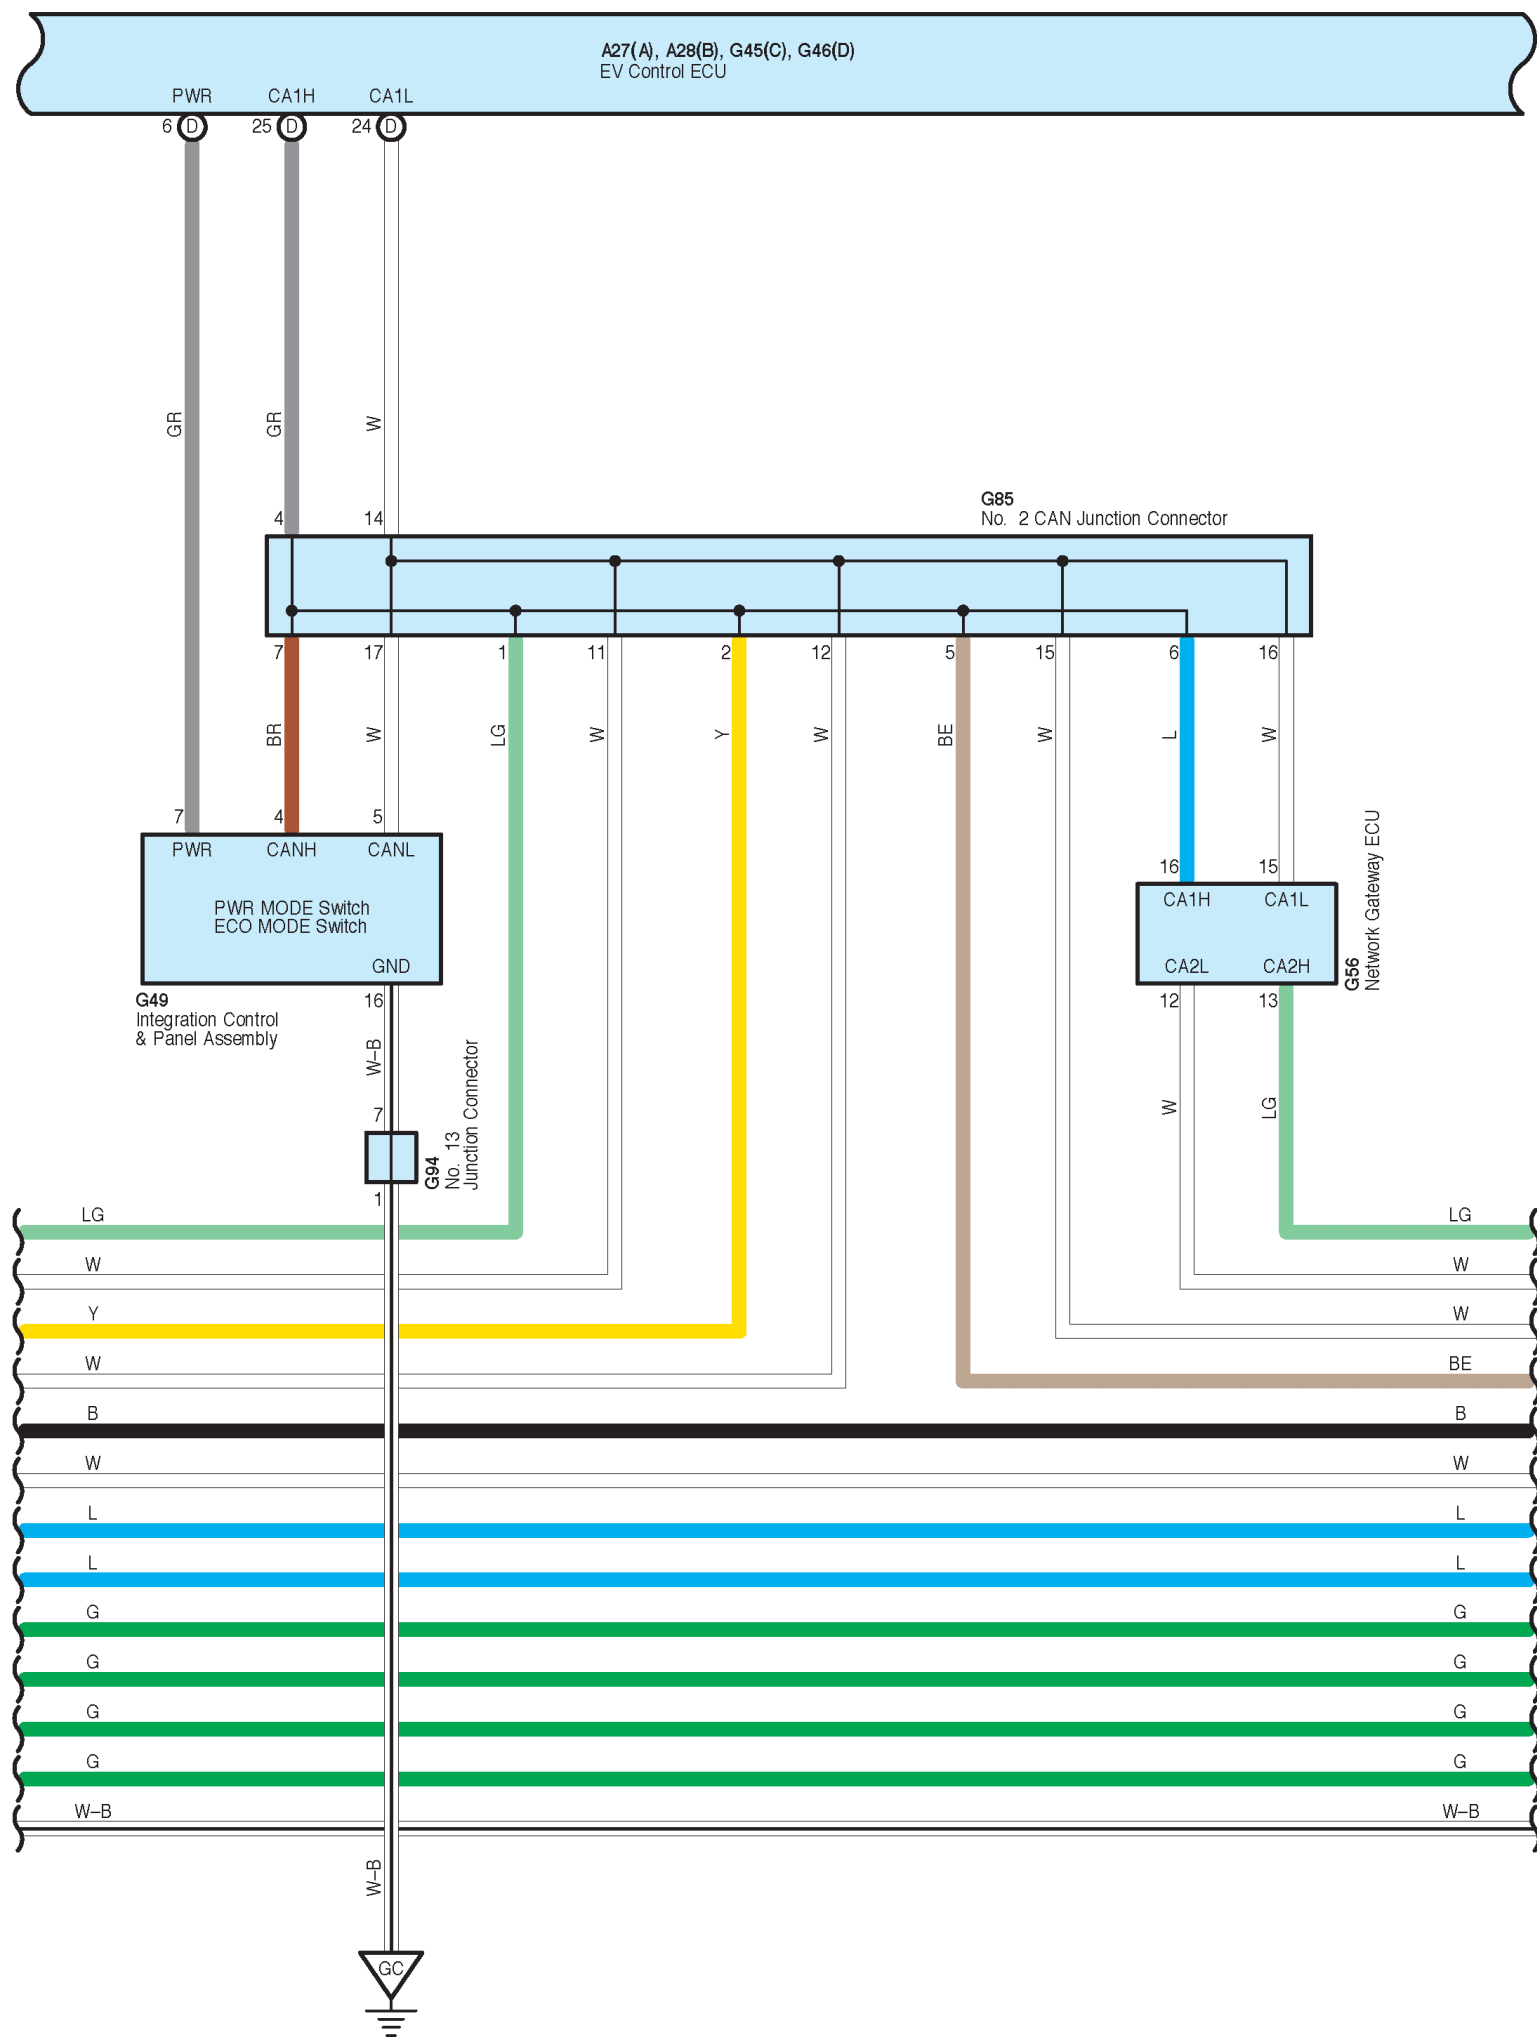 A27(A), A28(B), G45(C), G46(D)
EV Control ECU
PWR CA1H CA1L
6 D 25 D 24 D
GR GR W
G85
No. 2 CAN Junction Connector
4 14
7 17 1 11 2 12 5 15 6 16
BR W LG W Y W BE W L W
7 4 5
PWR CANH CANL
PWR MODE Switch
ECO MODE Switch
GND
G49
Integration Control
& Panel Assembly
16
W–B
7
G94
No. 13
Junction Connector
1
16 15
CA1H CA1L
CA2L CA2H
G56
Network Gateway ECU
12 13
W LG
LG LG
W W
Y W
W BE
B B
W W
L L
L L
G G
G G
G G
G G
W–B W–B
W–B
GC